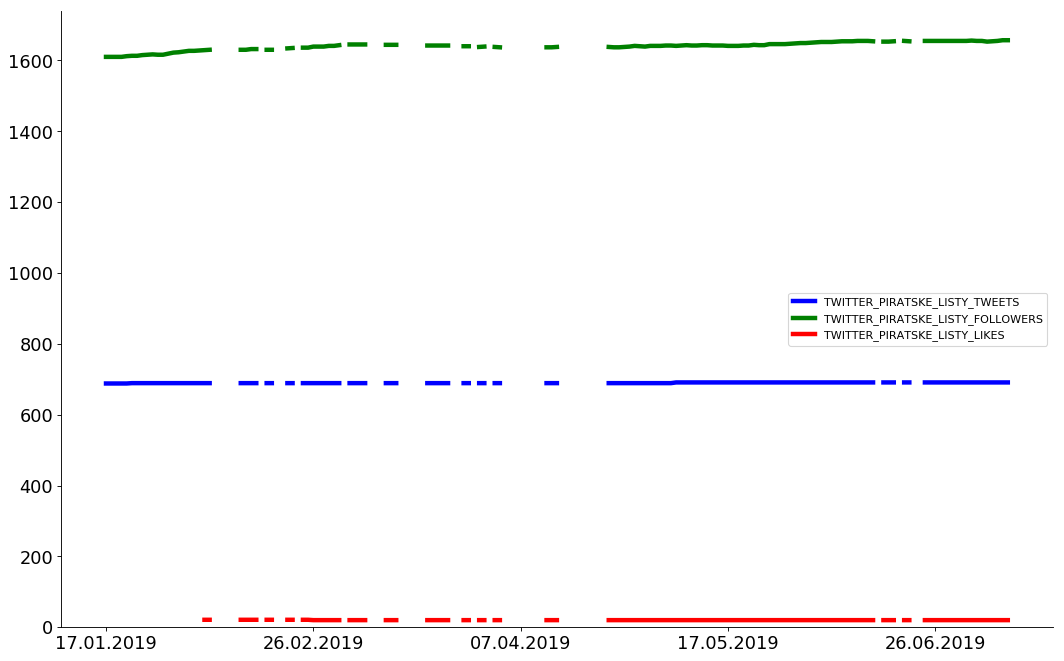 1600
1400
1200
1000
800
600
400
200
0
17.01.2019 26.02.2019 07.04.2019 17.05.2019 26.06.2019
TWITTER_PIRATSKE_LISTY_TWEETS
TWITTER_PIRATSKE_LISTY_FOLLOWERS
TWITTER_PIRATSKE_LISTY_LIKES